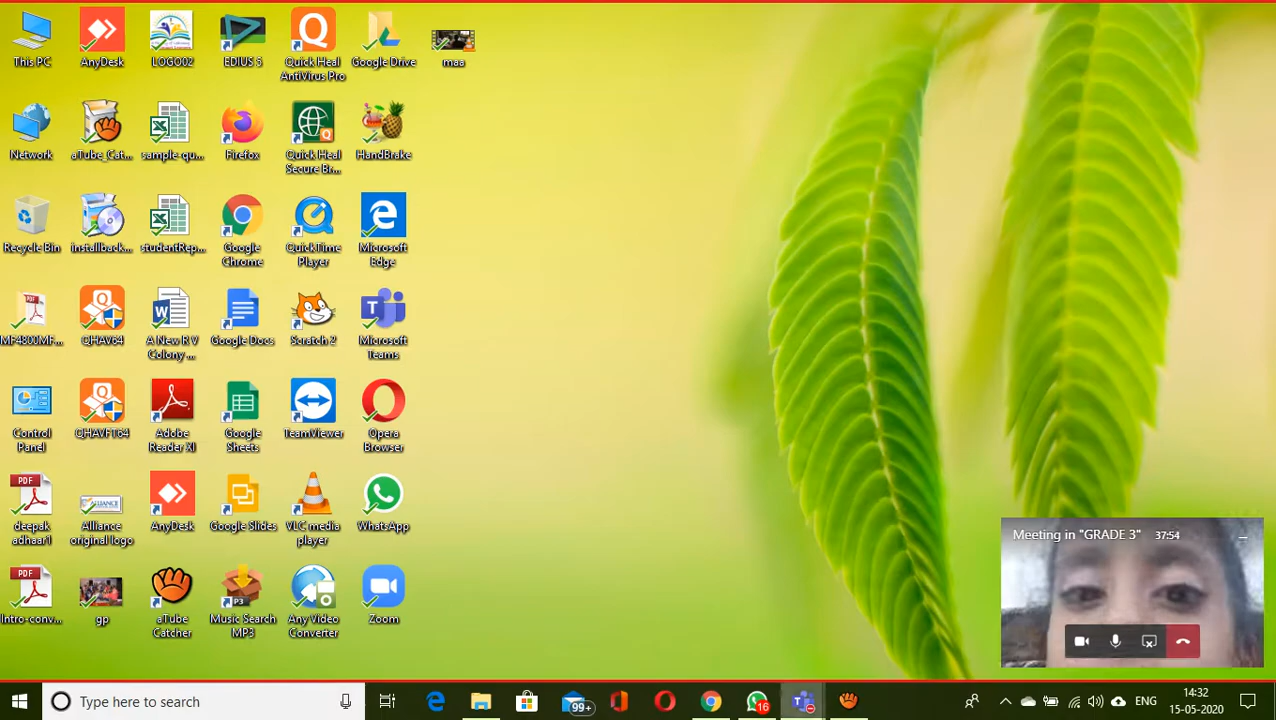 This PC
AnyDesk
LOGO02
EDIUS 5
Quick Heal
AntiVirus Pro
Google Drive
maa
Network
aTube_Cat...
sample-qu...
Firefox
Quick Heal
Secure Br...
HandBrake
Recycle Bin
installback...
studentRep...
Google
Chrome
QuickTime
Player
Microsoft
Edge
MF4800MF...
QHAV64
A New R V
Colony ...
Google Docs
Scratch 2
Microsoft
Teams
Control
Panel
QHAVFT64
Adobe
Reader XI
Google
Sheets
TeamViewer
Opera
Browser
PDF
deepak
adhaar1
ALLIANCE
Alliance
original logo
AnyDesk
Google Slides
VLC media
player
WhatsApp
PDF
Intro-conv...
gp
aTube
Catcher
P3
Music Search
MP3
Any Video
Converter
Zoom
Meeting in "GRADE 3" 37:54
Type here to search
99+
16
ENG
14:32
15-05-2020